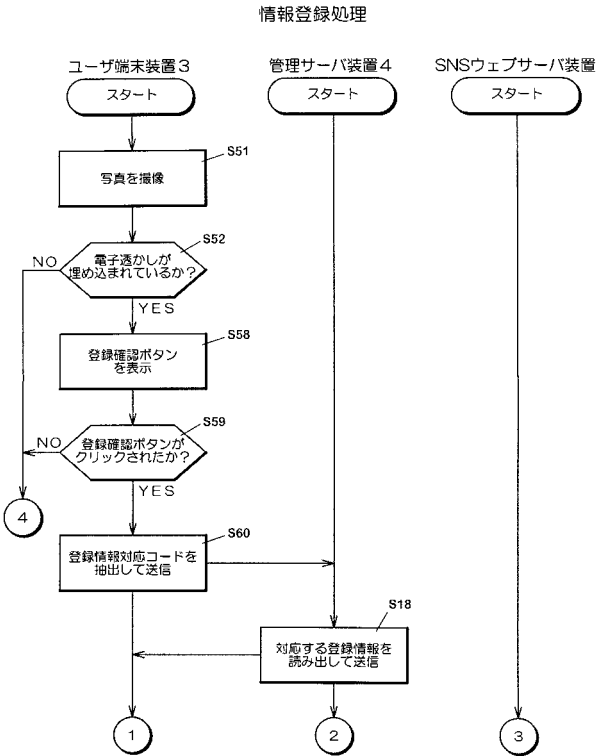 情報登録処理
ユーザ端末装置3
管理サーバ装置4
SNSウェブサーバ装置
スタート
スタート
スタート
S51
写真を撮像
S52
電子透かしが
埋め込まれているか？
NO
YES
S58
登録確認ボタン
を表示
S59
登録確認ボタンが
クリックされたか？
NO
YES
4
S60
登録情報対応コードを
抽出して送信
S18
対応する登録情報を
読み出して送信
1
2
3